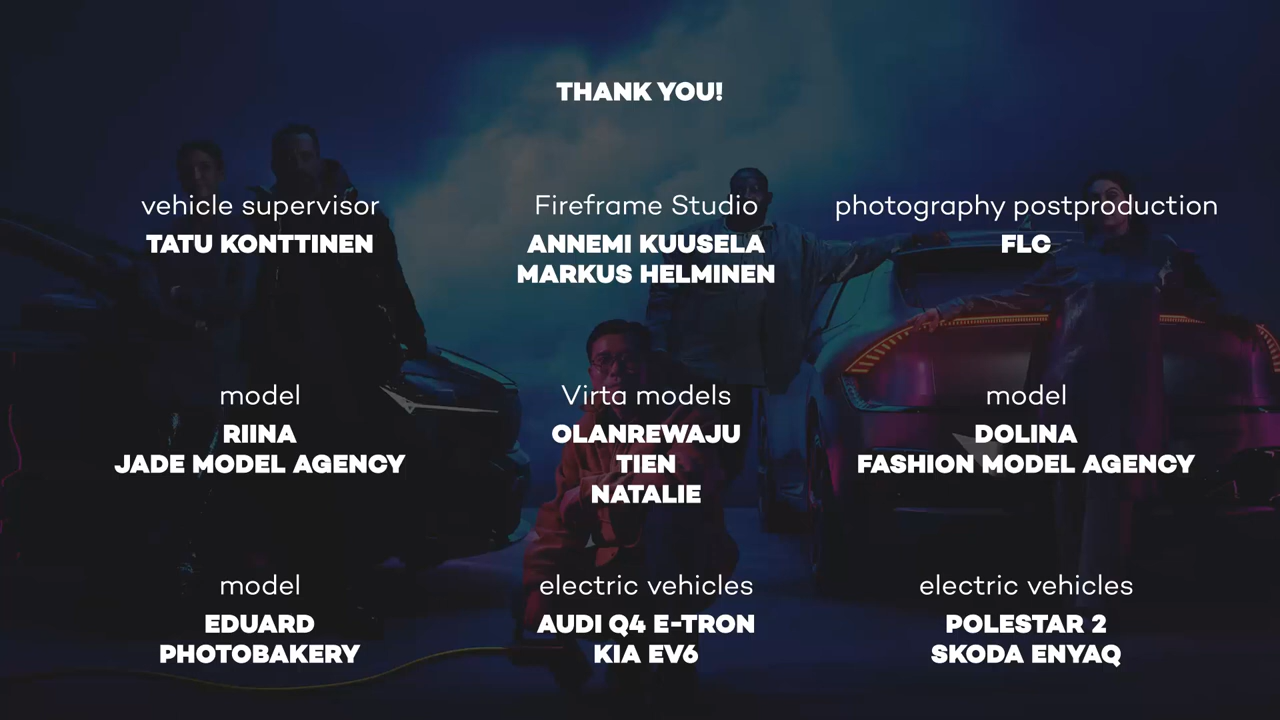 THANK YOU!
vehicle supervisor
TATU KONTTINEN
Fireframe Studio
ANNEMI KUUSELA
MARKUS HELMINEN
photography postproduction
FLC
model
RIINA
JADE MODEL AGENCY
Virta models
OLANREWAJU
TIEN
NATALIE
model
DOLINA
FASHION MODEL AGENCY
model
EDUARD
PHOTOBAKERY
electric vehicles
AUDI Q4 E-TRON
KIA EV6
electric vehicles
POLESTAR 2
SKODA ENYAQ